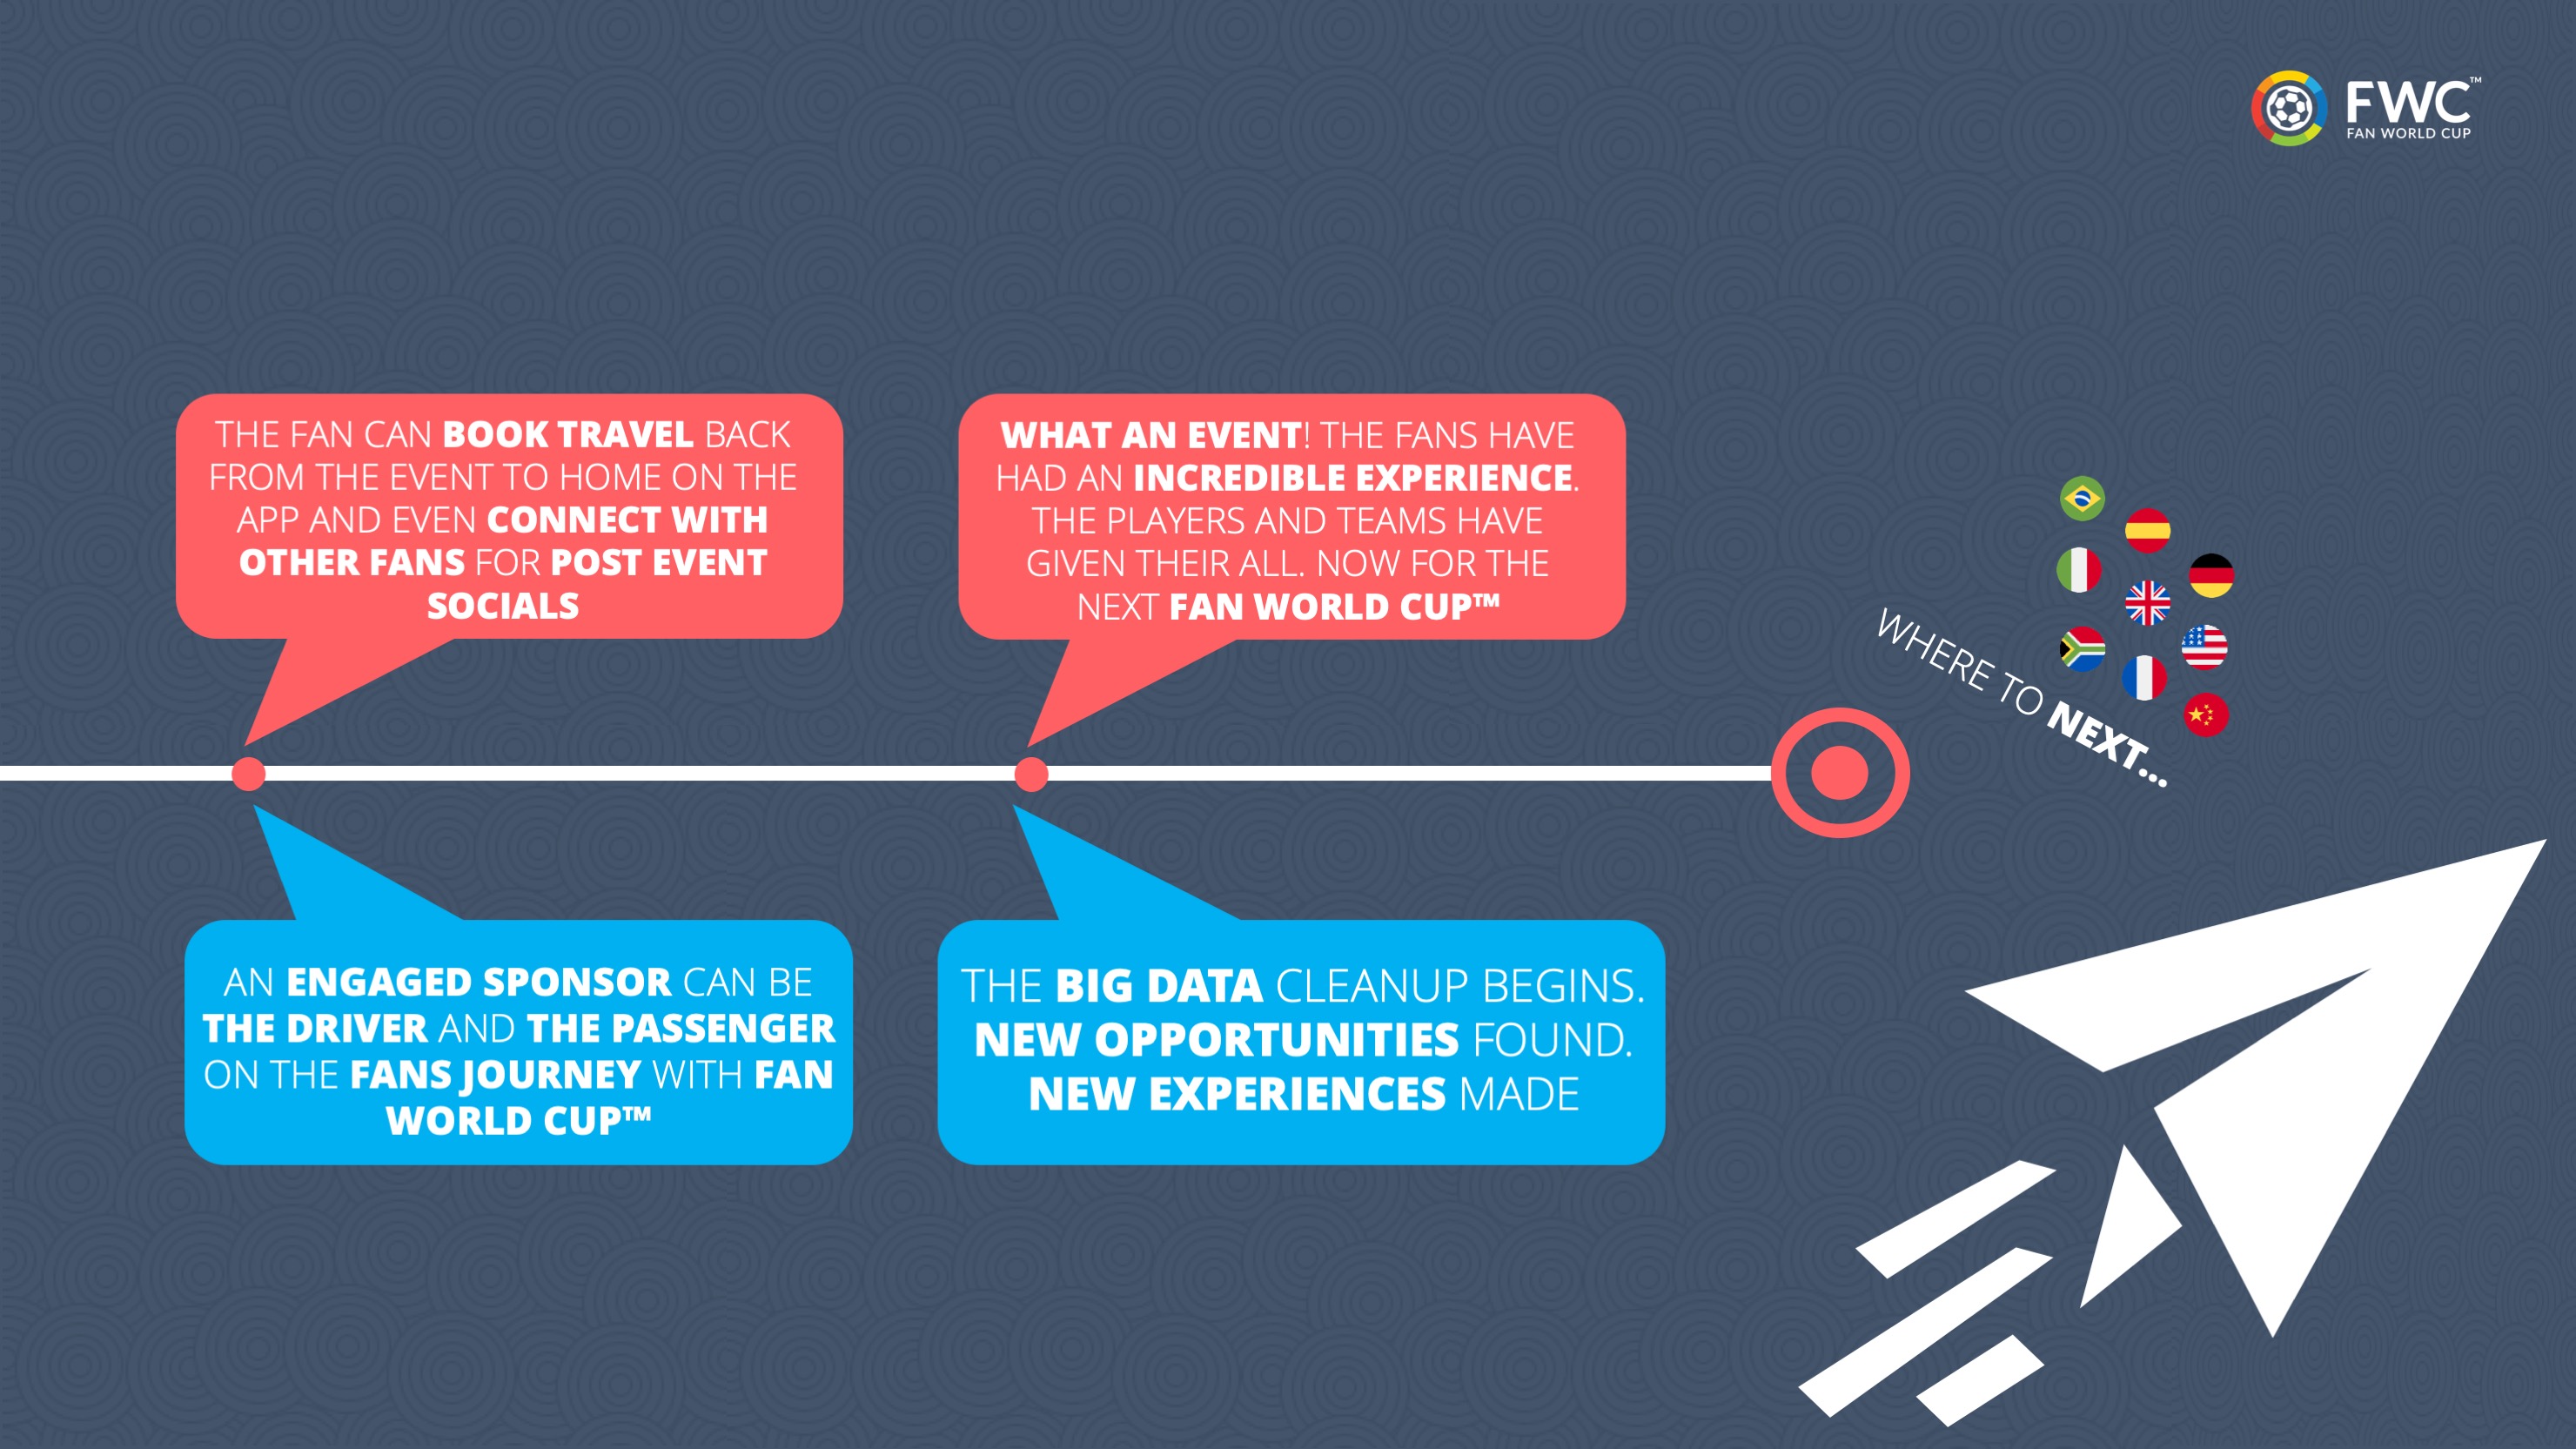 FWC™
FAN WORLD CUP
THE FAN CAN BOOK TRAVEL BACK
FROM THE EVENT TO HOME ON THE
APP AND EVEN CONNECT WITH
OTHER FANS FOR POST EVENT
SOCIALS
WHAT AN EVENT! THE FANS HAVE
HAD AN INCREDIBLE EXPERIENCE.
THE PLAYERS AND TEAMS HAVE
GIVEN THEIR ALL. NOW FOR THE
NEXT FAN WORLD CUP™
WHERE TO NEXT...
AN ENGAGED SPONSOR CAN BE
THE DRIVER AND THE PASSENGER
ON THE FANS JOURNEY WITH FAN
WORLD CUP™
THE BIG DATA CLEANUP BEGINS.
NEW OPPORTUNITIES FOUND.
NEW EXPERIENCES MADE